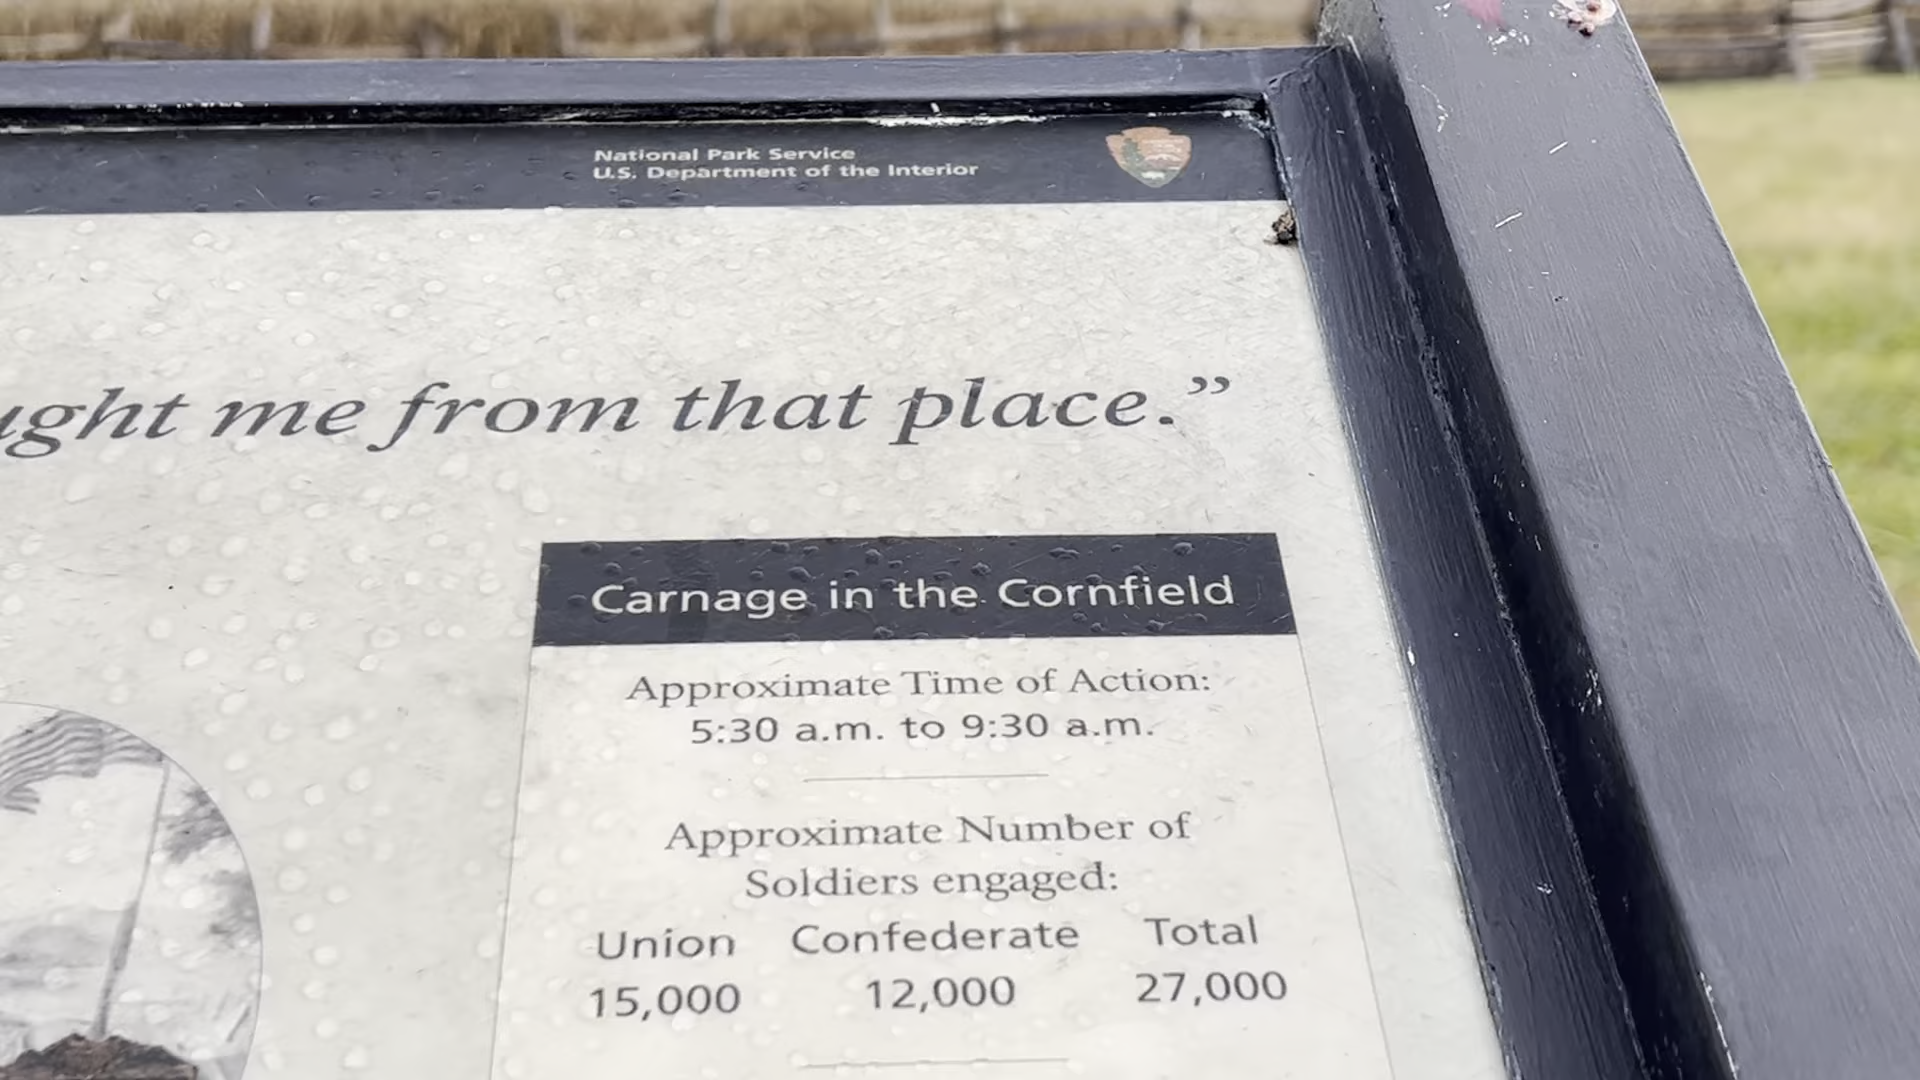 National Park Service
U.S. Department of the Interior
me from that place.”
Carnage in the Cornfield
Approximate Time of Action:
5:30 a.m. to 9:30 a.m.
Approximate Number of
Soldiers engaged:
Union Confederate Total
15,000 12,000 27,000